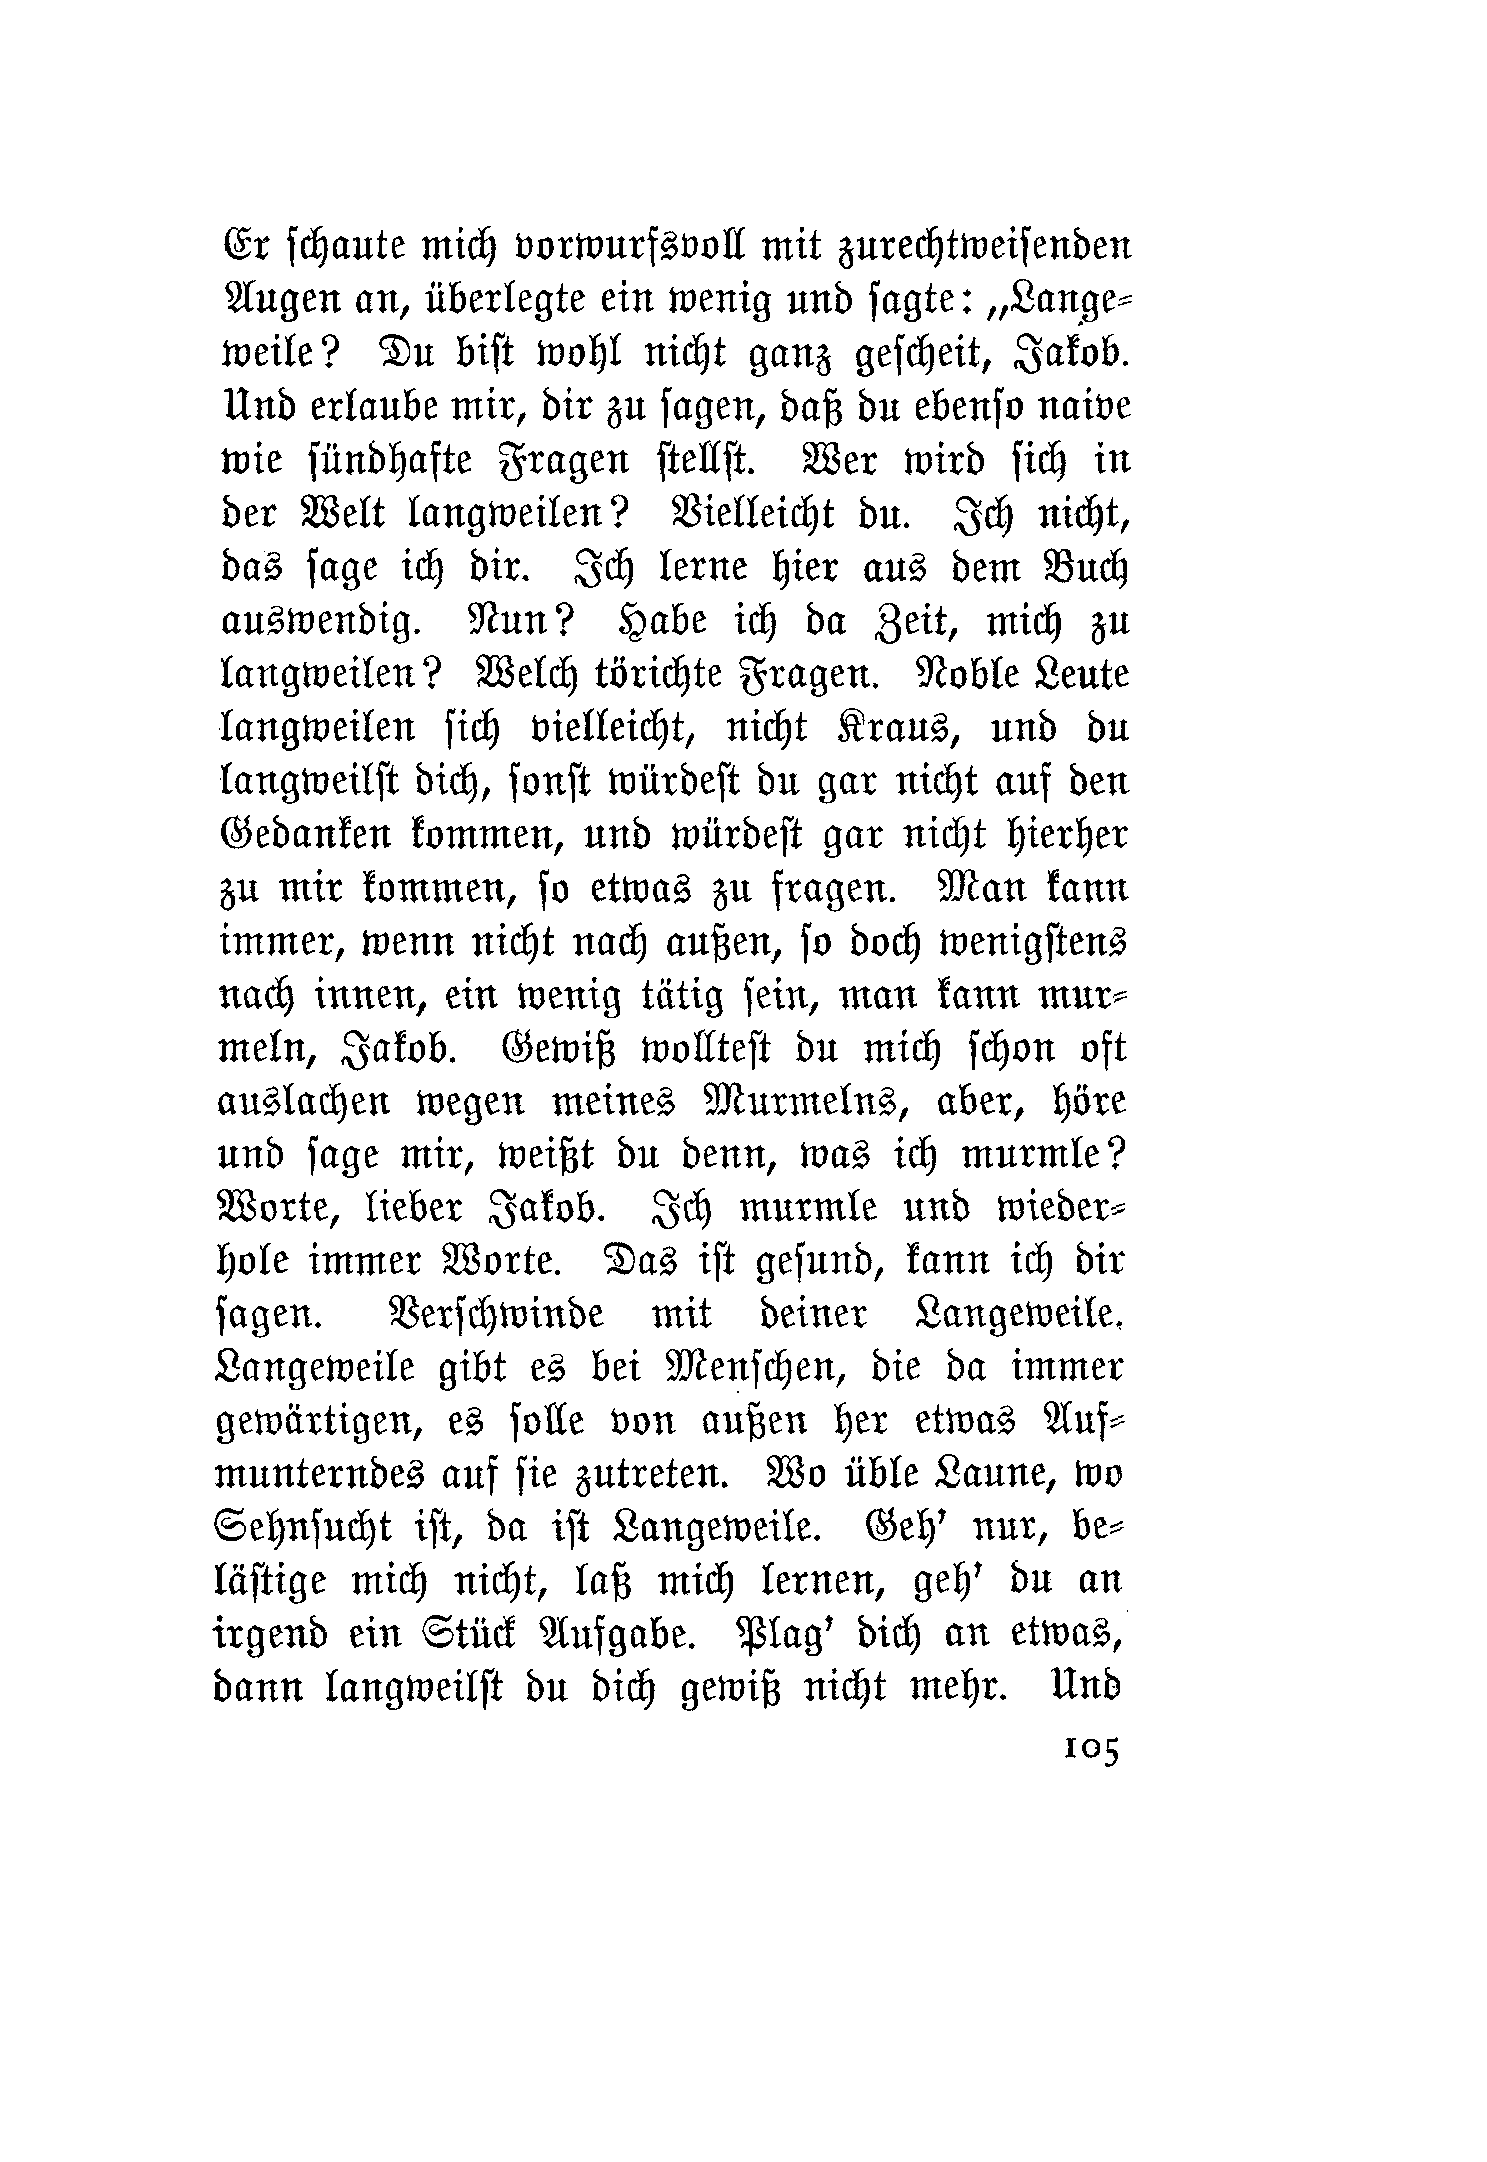 Er ſchaute mich vorwurfsvoll mit zurechtweiſenden
Augen an, überlegte ein wenig und ſagte: „Lange⸗
weile? Du biſt wohl nicht ganz geſcheit, Jakob.
Und erlaube mir, dir zu ſagen, daß du ebenſo naive
wie ſündhafte Fragen ſtellſt. Wer wird ſich in
der Welt langweilen? Vielleicht du. Ich nicht,
das ſage ich dir. Ich lerne hier aus dem Buch
auswendig. Nun? Habe ich da Zeit, mich zu
langweilen? Welch törichte Fragen. Noble Leute
langweilen ſich vielleicht, nicht Kraus, und du
langweilſt dich, ſonſt würdeſt du gar nicht auf den
Gedanken kommen, und würdeſt gar nicht hierher
zu mir kommen, ſo etwas zu fragen. Man kann
immer, wenn nicht nach außen, ſo doch wenigſtens
nach innen, ein wenig tätig ſein, man kann mur⸗
meln, Jakob. Gewiß wollteſt du mich ſchon oft
auslachen wegen meines Murmelns, aber, höre
und ſage mir, weißt du denn, was ich murmle?
Worte, lieber Jakob. Ich murmle und wieder⸗
hole immer Worte. Das iſt geſund, kann ich dir
ſagen. Verſchwinde mit deiner Langeweile.
Langeweile gibt es bei Menſchen, die da immer
gewärtigen, es ſolle von außen her etwas Auf⸗
munterndes auf ſie zutreten. Wo üble Laune, wo
Sehnſucht iſt, da iſt Langeweile. Geh’ nur, be⸗
läſtige mich nicht, laß mich lernen, geh’ du an
irgend ein Stück Aufgabe. Plag’ dich an etwas,
dann langweilſt du dich gewiß nicht mehr. Und
105